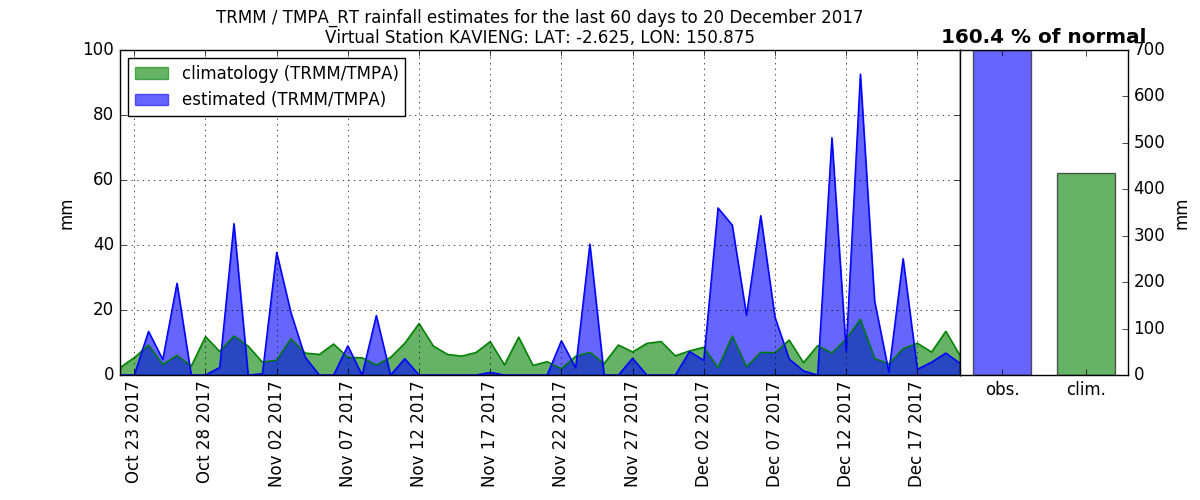 TRMM / TMPA_RT rainfall estimates for the last 60 days to 20 December 2017
Virtual Station KAVIENG: LAT: -2.625, LON: 150.875
160.4 % of normal
climatology (TRMM/TMPA)
estimated (TRMM/TMPA)
100
80
60
40
20
0
mm
Oct 23 2017
Oct 28 2017
Nov 02 2017
Nov 07 2017
Nov 12 2017
Nov 17 2017
Nov 22 2017
Nov 27 2017
Dec 02 2017
Dec 07 2017
Dec 12 2017
Dec 17 2017
obs.
clim.
700
600
500
400
300
200
100
0
mm